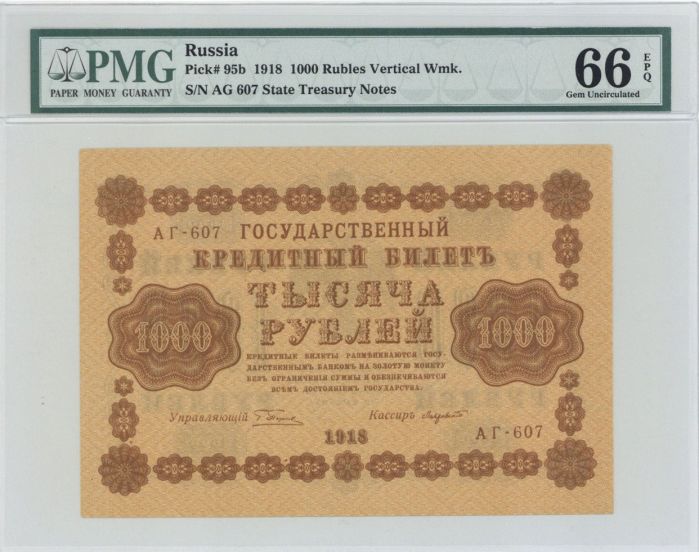 PMG
PAPER MONEY GUARANTY
Russia
Pick# 95b 1918 1000 Rubles Vertical Wmk.
S/N AG 607 State Treasury Notes
66 EPQ
Gem Uncirculated
АГ-607 ГОСУДАРСТВЕННЫЙ
КРЕДИТНЫЙ БИЛЕТЪ
ТЫСЯЧА
РУБЛЕЙ
1000
1000
КРЕДИТНЫЕ БИЛЕТЫ РАЗМѢНИВАЮТСЯ ГОСУ-
ДАРСТВЕННЫМЪ БАНКОМЪ НА ЗОЛОТУЮ МОНЕТУ
БЕЗЪ ОГРАНИЧЕНІЯ СУММЫ И ОБЕЗПЕЧИВАЮТСЯ
ВСѢМЪ ДОСТОЯНІЕМЪ ГОСУДАРСТВА.
Управляющій
Кассиръ
1918
АГ-607